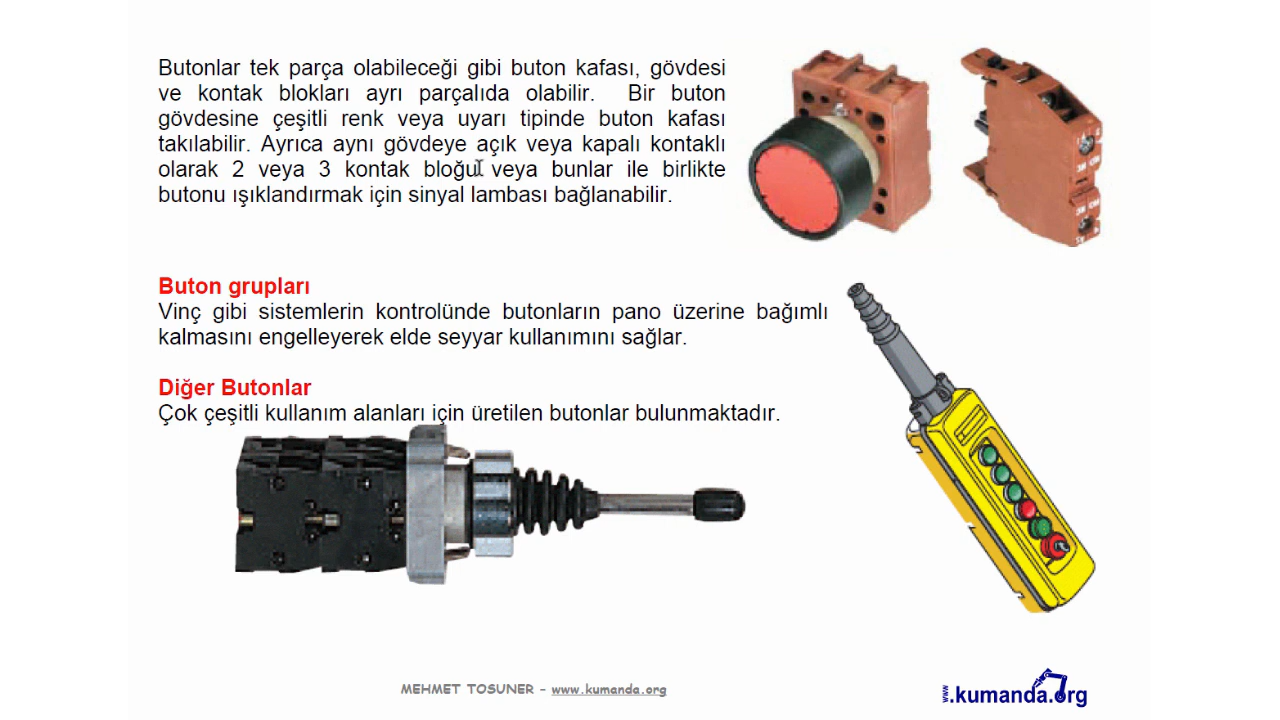 Butonlar tek parça olabileceği gibi buton kafası, gövdesi
ve kontak blokları ayrı parçalıda olabilir. Bir buton
gövdesine çeşitli renk veya uyarı tipinde buton kafası
takılabilir. Ayrıca aynı gövdeye açık veya kapalı kontaklı
olarak 2 veya 3 kontak bloğu veya bunlar ile birlikte
butonu ışıklandırmak için sinyal lambası bağlanabilir.
Buton grupları
Vinç gibi sistemlerin kontrolünde butonların pano üzerine bağımlı
kalmasını engelleyerek elde seyyar kullanımını sağlar.
Diğer Butonlar
Çok çeşitli kullanım alanları için üretilen butonlar bulunmaktadır.
MEHMET TOSUNER - www.kumanda.org
www.kumanda.org